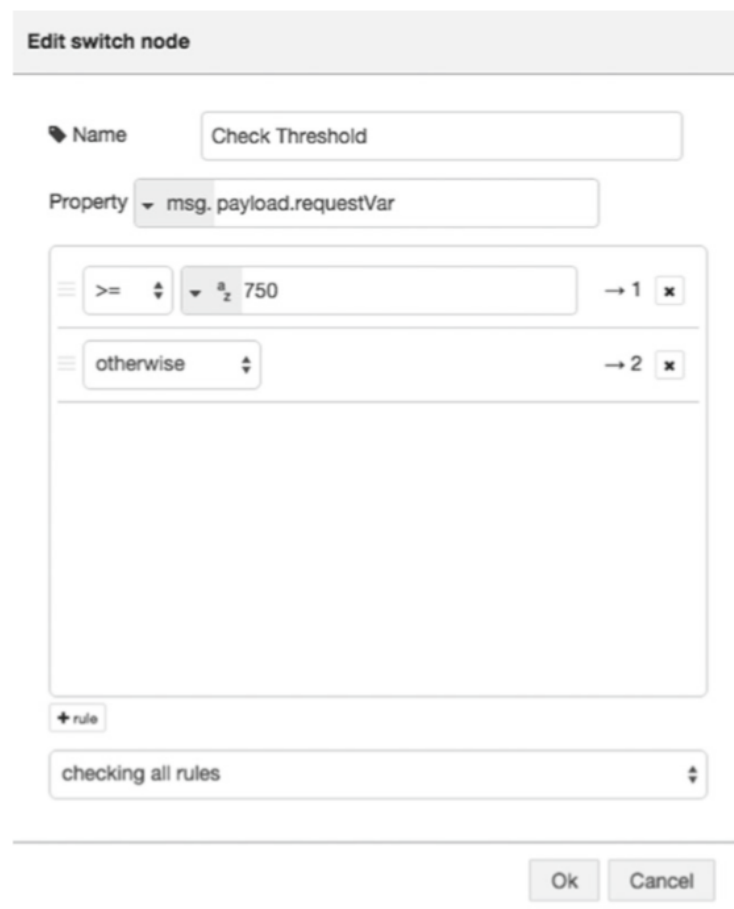 Edit switch node
Name Check Threshold
Property msg. payload.requestVar
>= az 750 → 1 ×
otherwise → 2 ×
+ rule
checking all rules
Ok Cancel